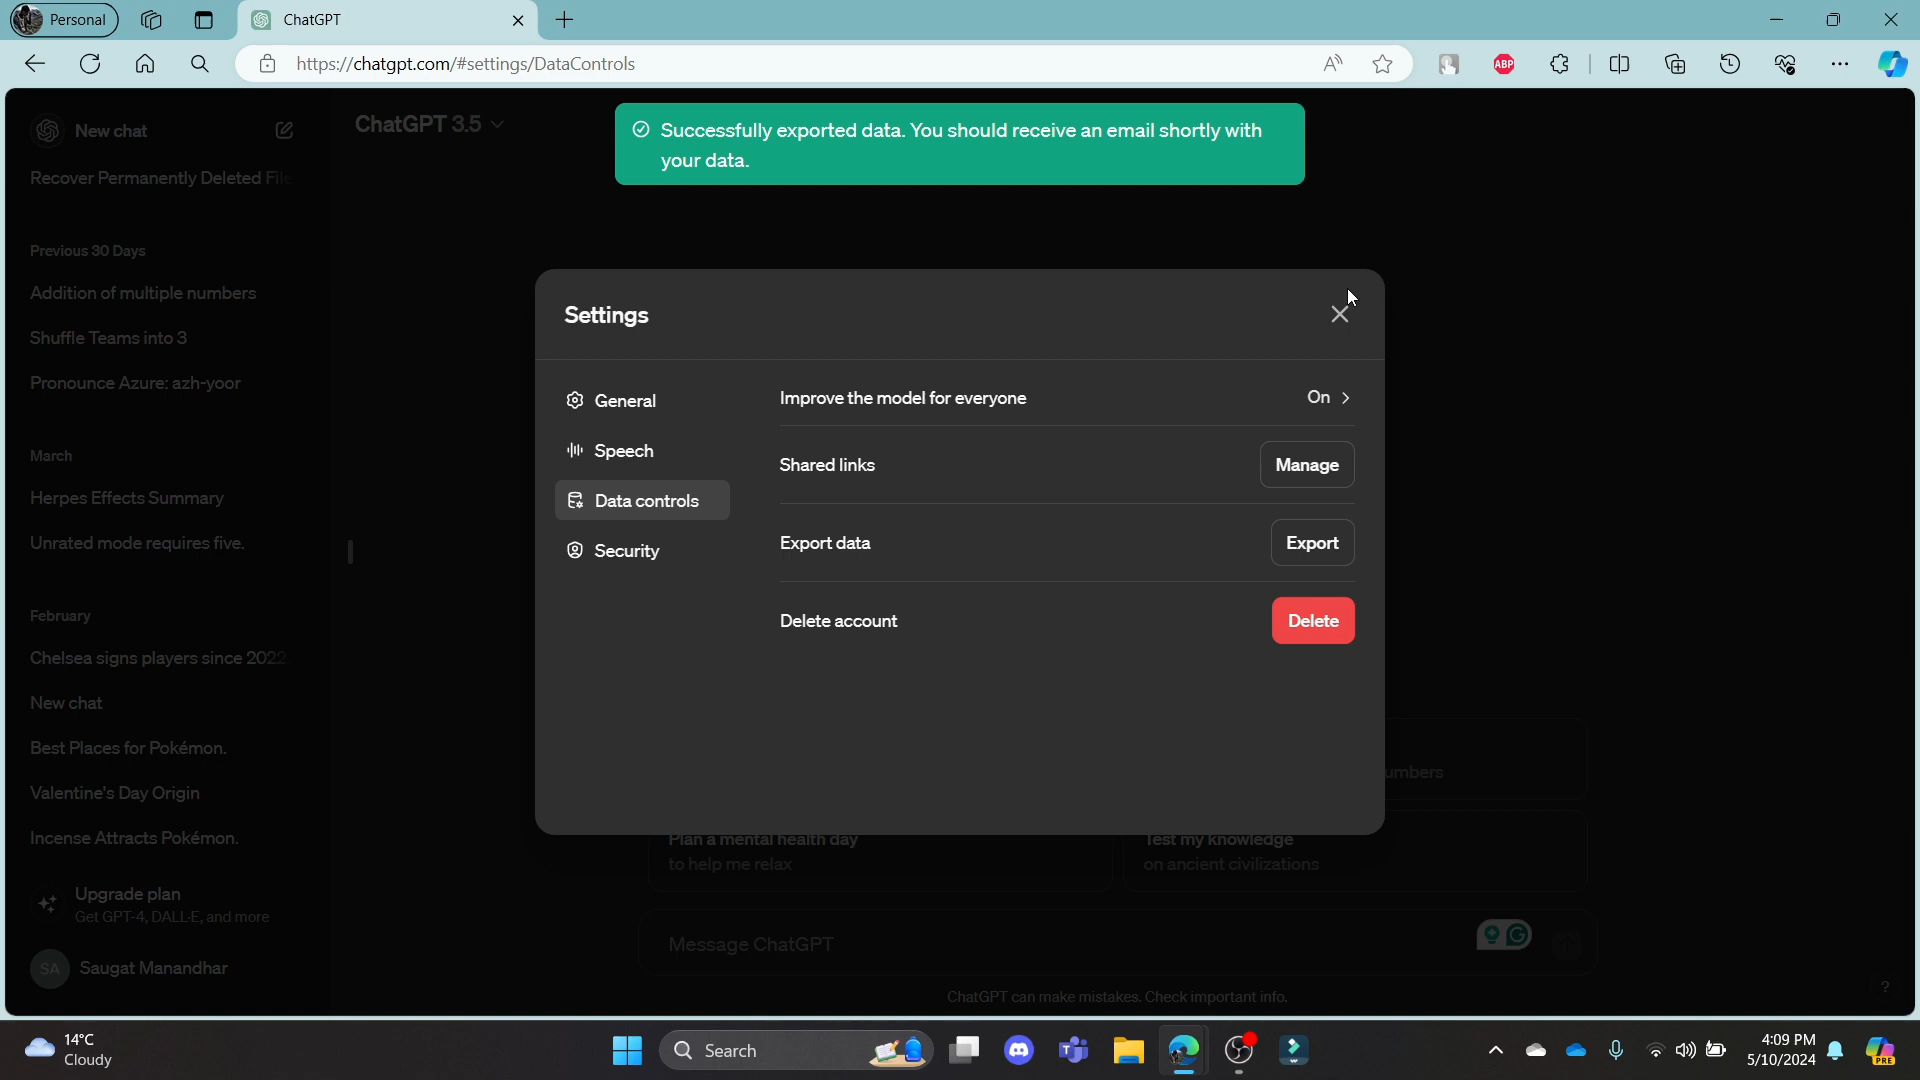 Personal
ChatGPT
https://chatgpt.com/#settings/DataControls
ABP
New chat
ChatGPT 3.5
Successfully exported data. You should receive an email shortly with
your data.
Recover Permanently Deleted File
Previous 30 Days
Addition of multiple numbers
Shuffle Teams into 3
Pronounce Azure: azh-yoor
March
Herpes Effects Summary
Unrated mode requires five.
February
Chelsea signs players since 2022
New chat
Best Places for Pokémon.
Valentine's Day Origin
Incense Attracts Pokémon.
Upgrade plan
Get GPT-4, DALL-E, and more
SA
Saugat Manandhar
Settings
General
Speech
Data controls
Security
Improve the model for everyone
On
Shared links
Manage
Export data
Export
Delete account
Delete
umbers
Plan a mental health day
to help me relax
Test my knowledge
on ancient civilizations
Message ChatGPT
ChatGPT can make mistakes. Check important info.
?
14°C
Cloudy
Search
4:09 PM
5/10/2024
PRE